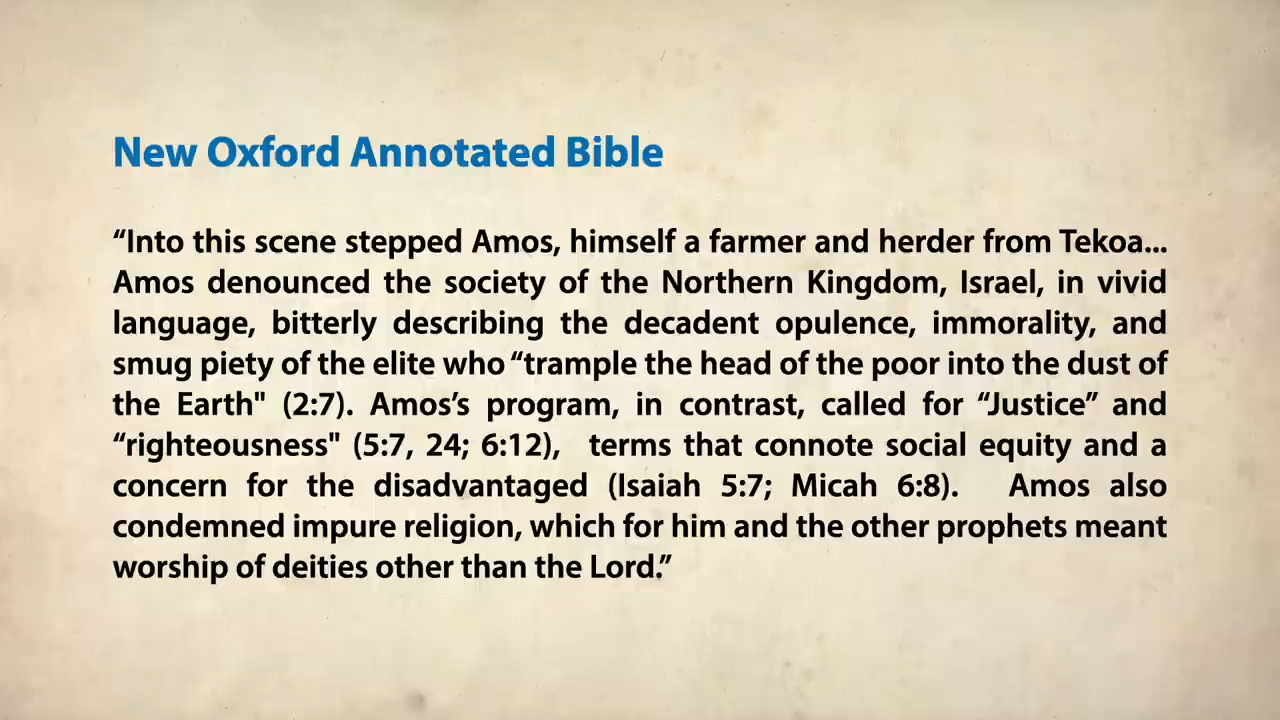 New Oxford Annotated Bible
“Into this scene stepped Amos, himself a farmer and herder from Tekoa...
Amos denounced the society of the Northern Kingdom, Israel, in vivid
language, bitterly describing the decadent opulence, immorality, and
smug piety of the elite who “trample the head of the poor into the dust of
the Earth" (2:7). Amos’s program, in contrast, called for “Justice” and
“righteousness" (5:7, 24; 6:12),  terms that connote social equity and a
concern for the disadvantaged (Isaiah 5:7; Micah 6:8).  Amos also
condemned impure religion, which for him and the other prophets meant
worship of deities other than the Lord.”